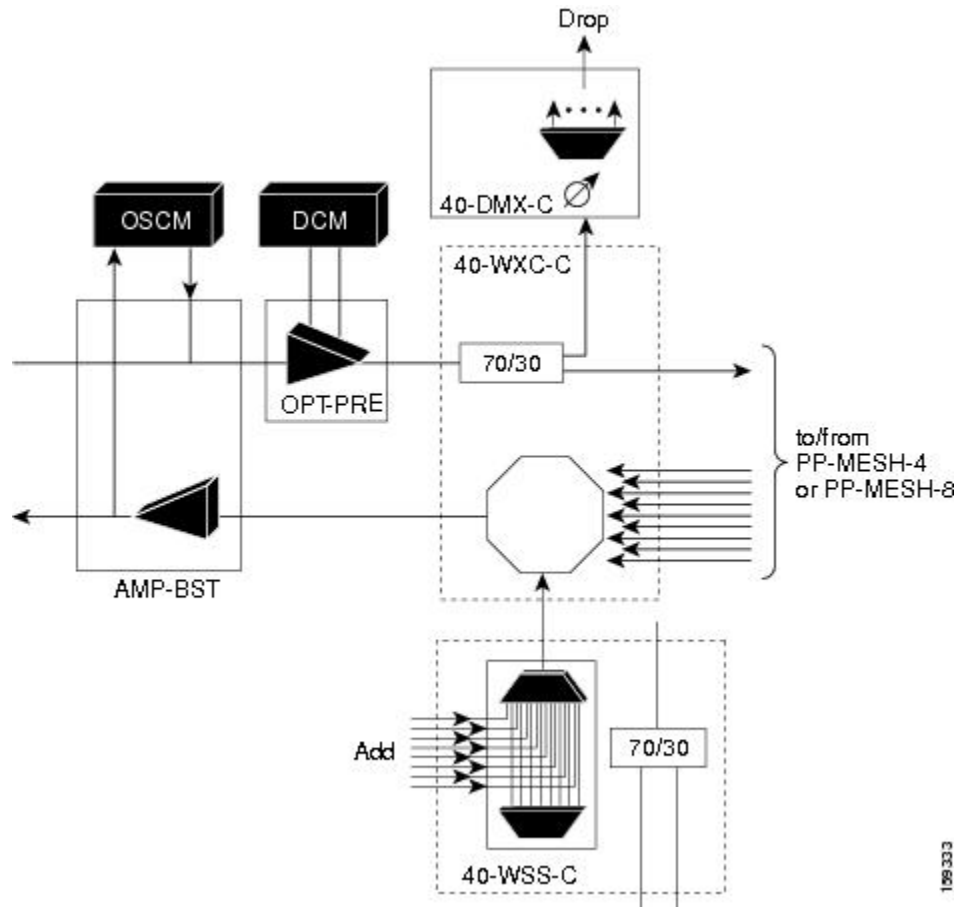 Drop
40-DMX-C
OSCM
DCM
40-WXC-C
70/30
OPT-PRE
to/from
PP-MESH-4
or PP-MESH-8
AMP-BST
Add
70/30
40-WSS-C
159333